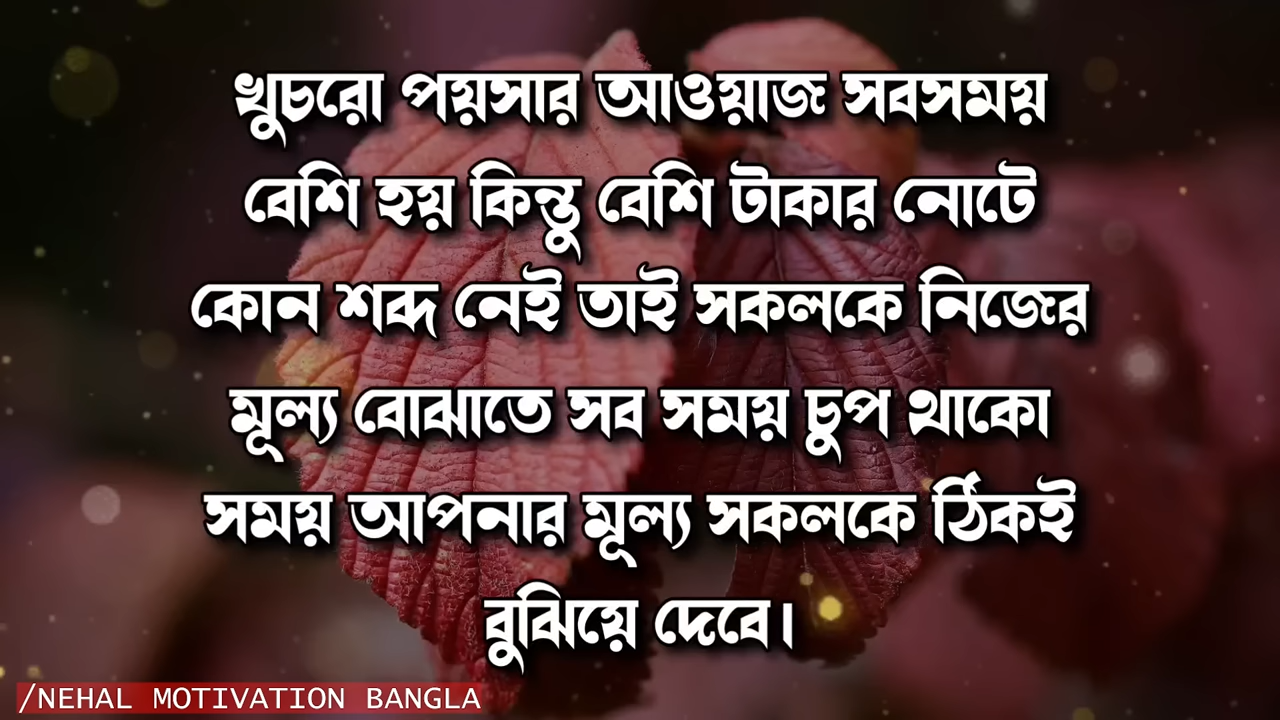 খুচরো পয়সার আওয়াজ সবসময়
বেশি হয় কিন্তু বেশি টাকার নোটে
কোন শব্দ নেই তাই সকলকে নিজের
মূল্য বোঝাতে সব সময় চুপ থাকো
সময় আপনার মূল্য সকলকে ঠিকই
বুঝিয়ে দেবে।
/NEHAL MOTIVATION BANGLA